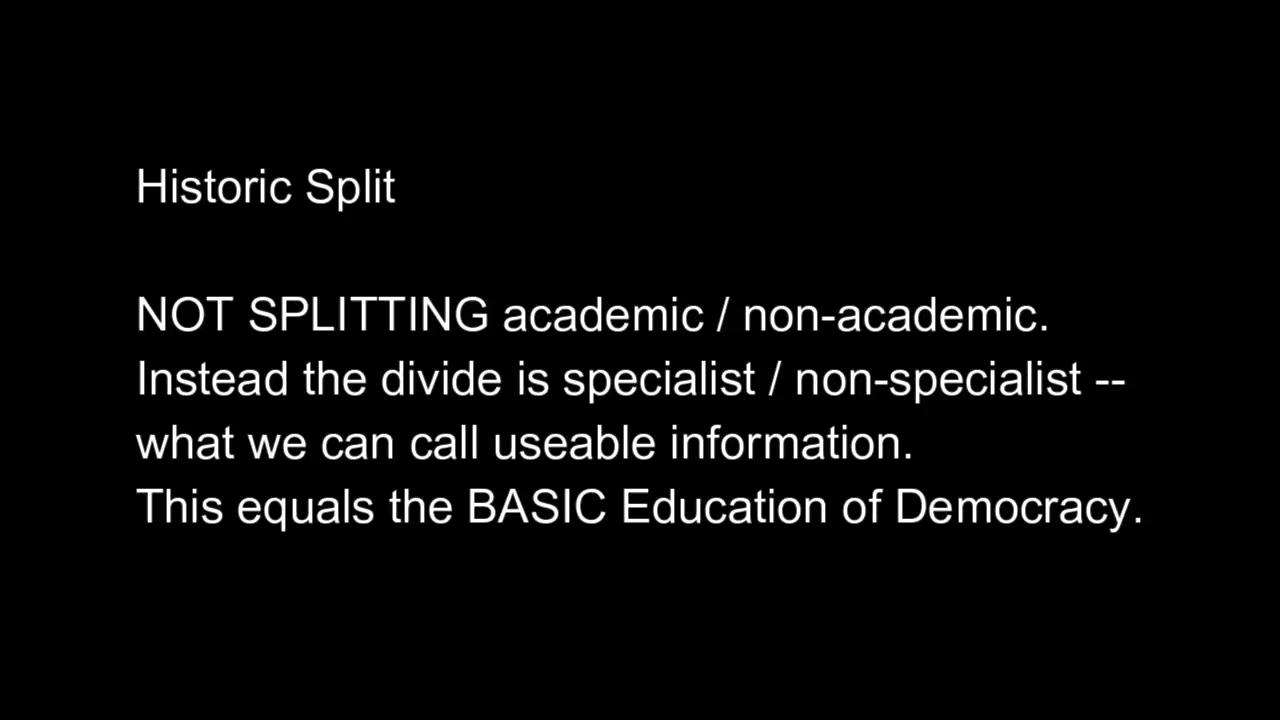 Historic Split
NOT SPLITTING academic / non-academic.
Instead the divide is specialist / non-specialist --
what we can call useable information.
This equals the BASIC Education of Democracy.